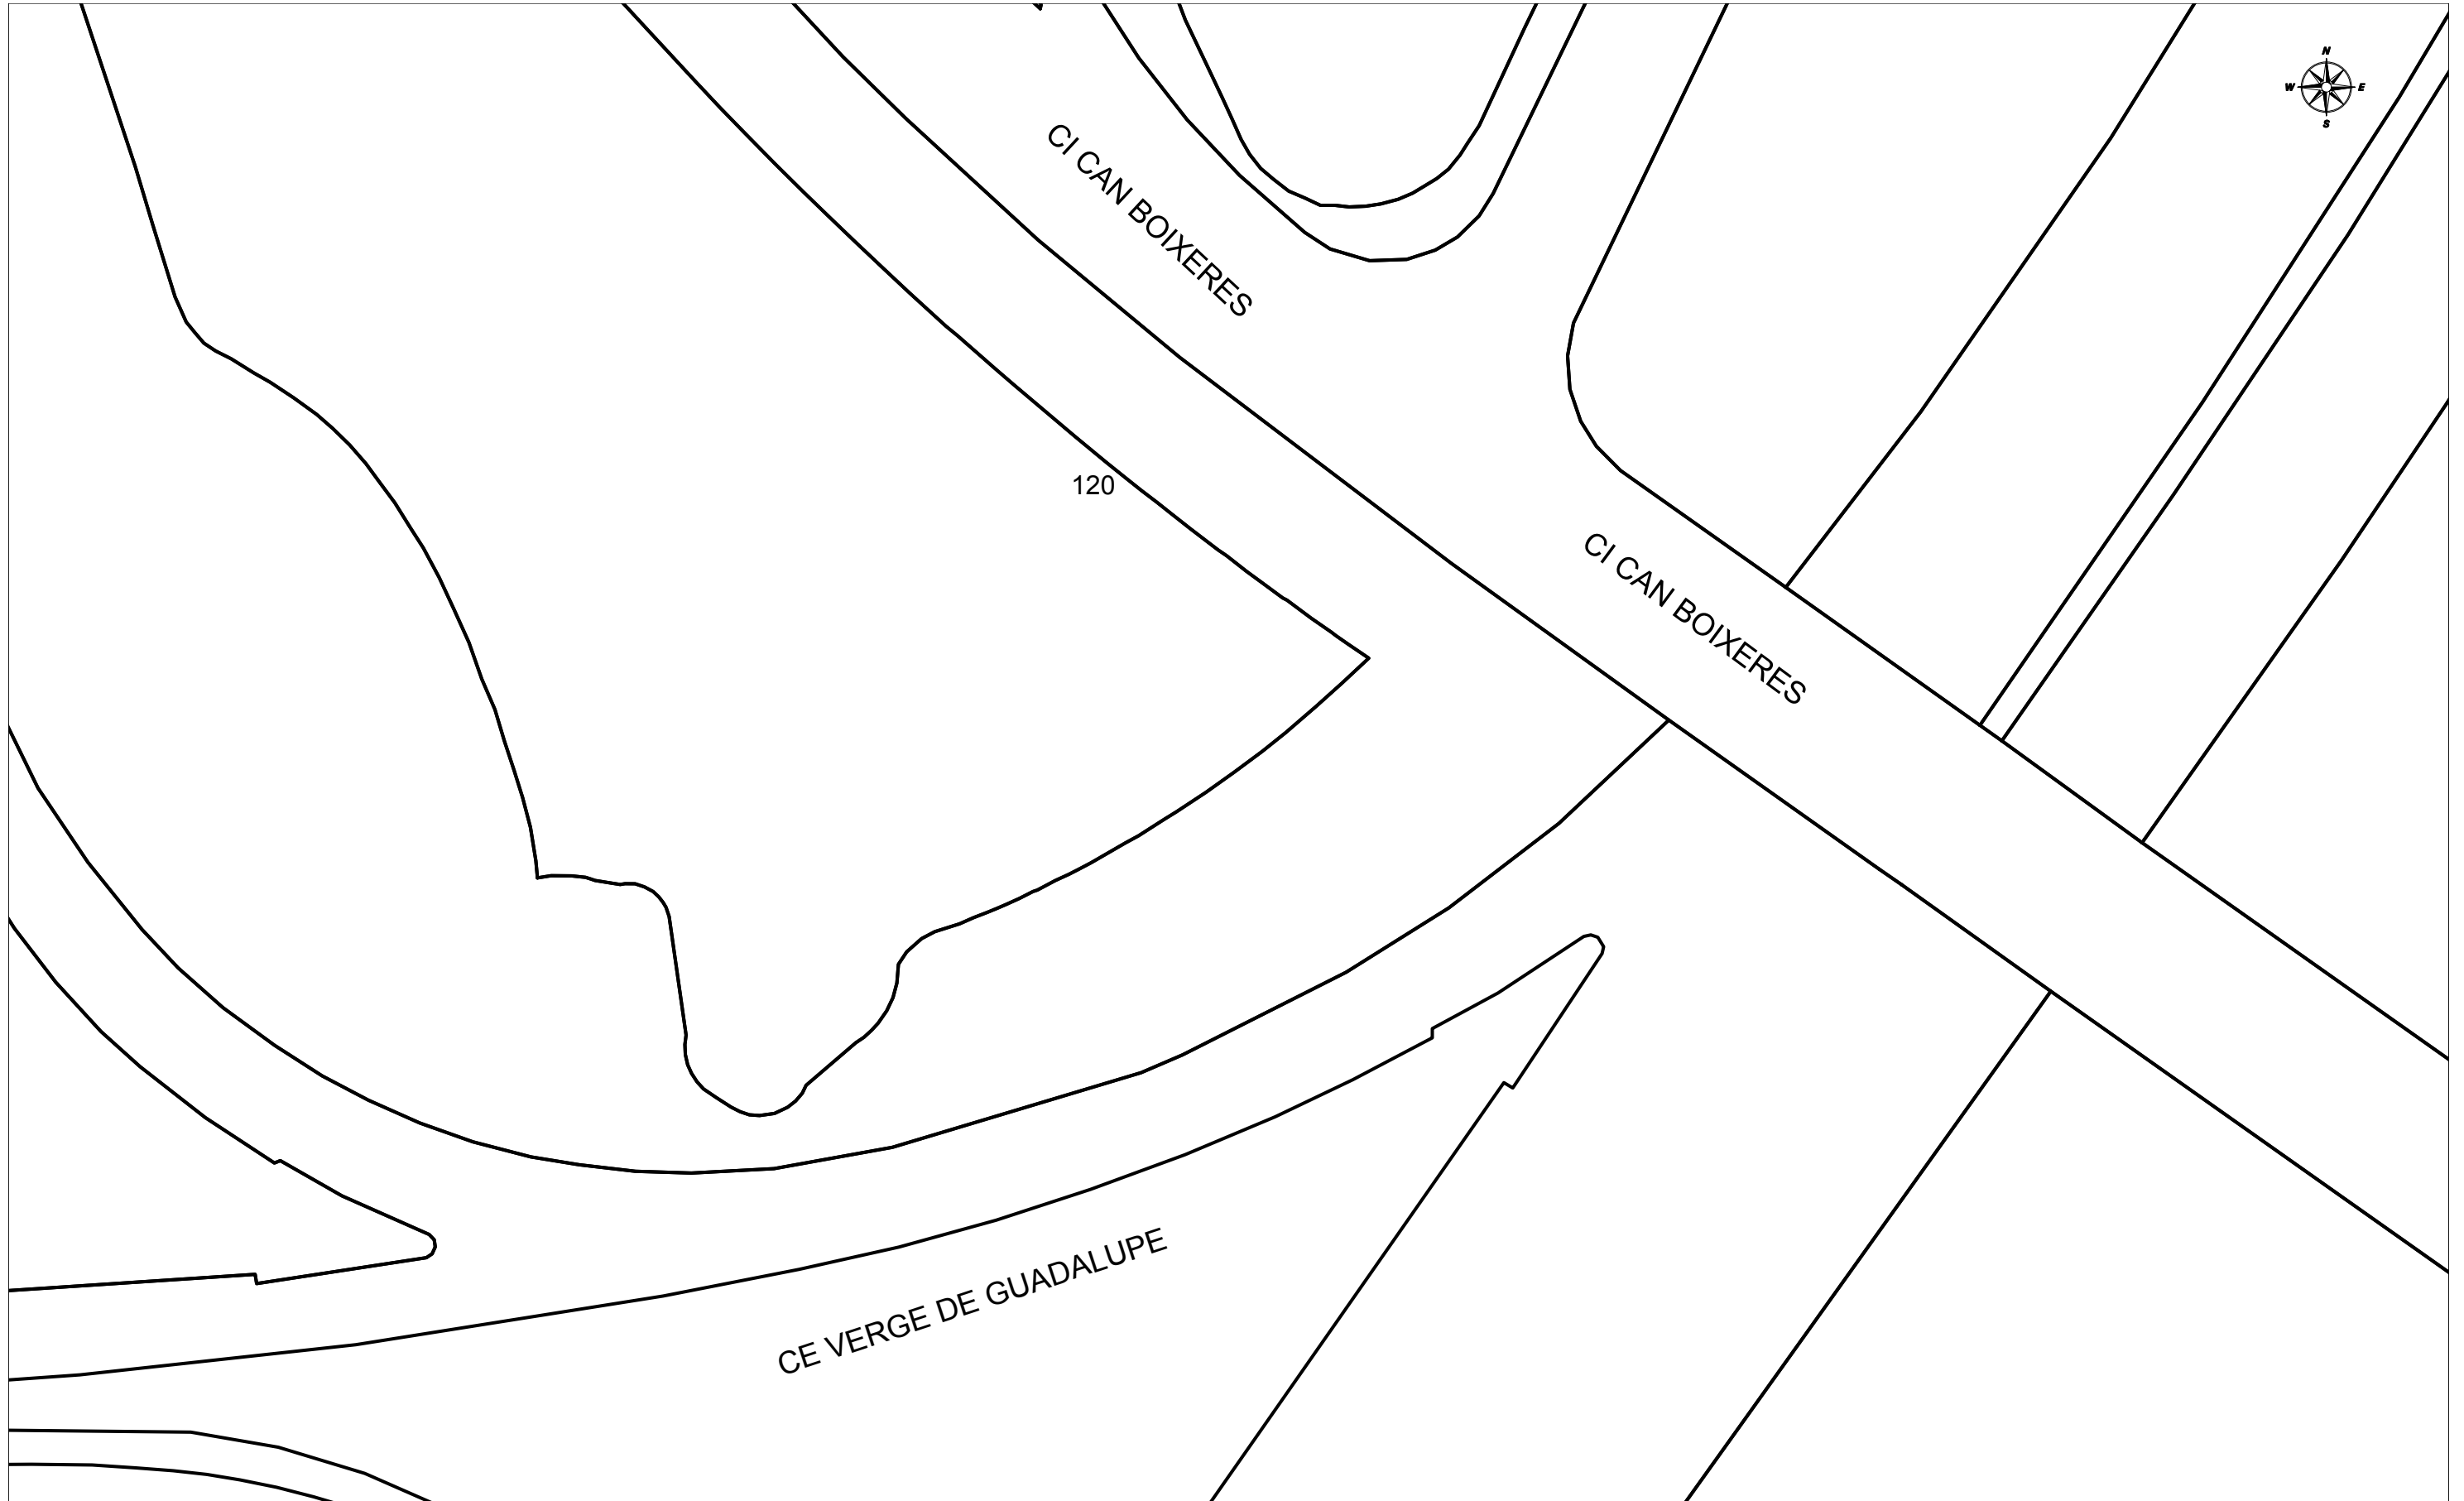 N
W E
S
CI CAN BOIXERES
120
CI CAN BOIXERES
CE VERGE DE GUADALUPE